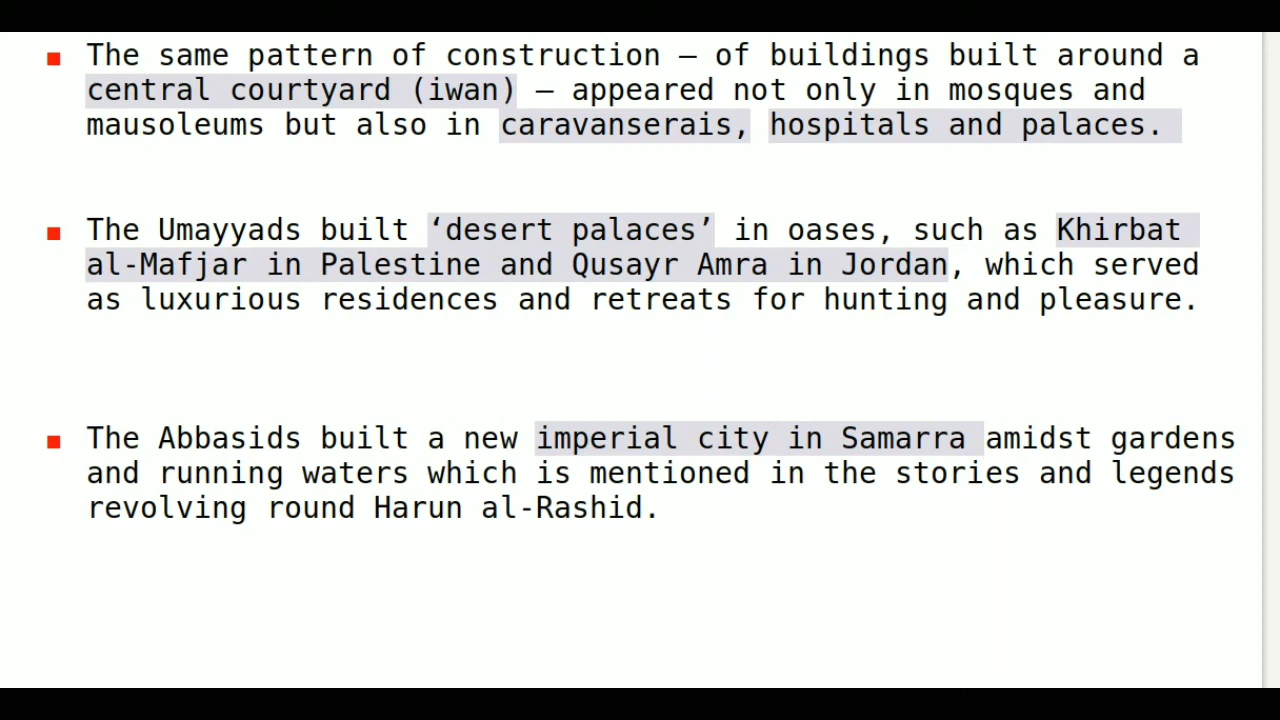 ▪ The same pattern of construction – of buildings built around a
central courtyard (iwan) – appeared not only in mosques and
mausoleums but also in caravanserais, hospitals and palaces.
▪ The Umayyads built ‘desert palaces’ in oases, such as Khirbat
al-Mafjar in Palestine and Qusayr Amra in Jordan, which served
as luxurious residences and retreats for hunting and pleasure.
▪ The Abbasids built a new imperial city in Samarra amidst gardens
and running waters which is mentioned in the stories and legends
revolving round Harun al-Rashid.